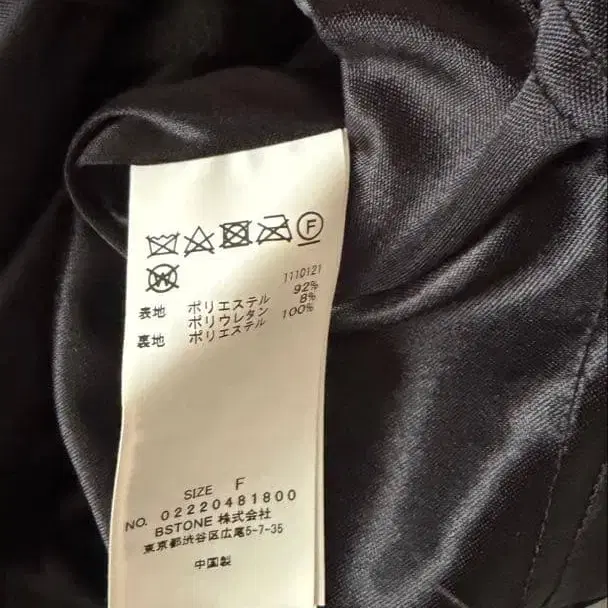 F
W
1110121
表地 ポリエステル 92%
ポリウレタン 8%
裏地 ポリエステル 100%
SIZE F
NO. 02220481800
BSTONE 株式会社
東京都渋谷区広尾5-7-35
中国製